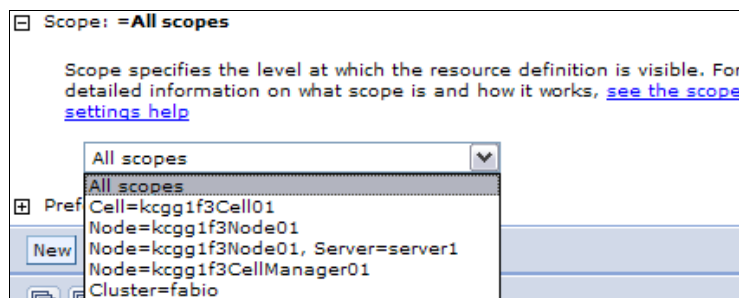 Scope: =All scopes
Scope specifies the level at which the resource definition is visible. For
detailed information on what scope is and how it works, see the scope
settings help
All scopes
All scopes
Cell=kcgg1f3Cell01
Pref
Node=kcgg1f3Node01
New
Node=kcgg1f3Node01, Server=server1
Node=kcgg1f3CellManager01
Cluster=fabio